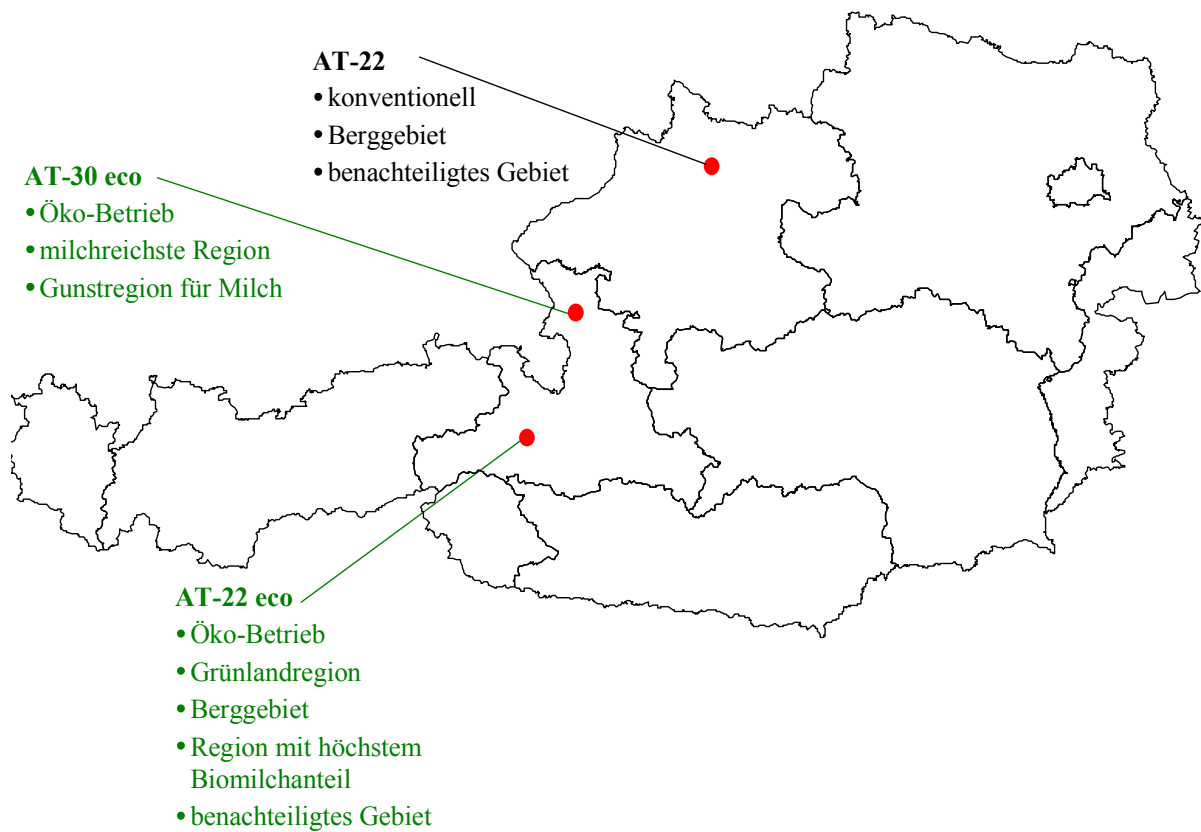 AT-22
• konventionell
• Berggebiet
• benachteiligtes Gebiet
AT-30 eco
• Öko-Betrieb
• milchreichste Region
• Gunstregion für Milch
AT-22 eco
• Öko-Betrieb
• Grünlandregion
• Berggebiet
• Region mit höchstem
Biomilchanteil
• benachteiligtes Gebiet